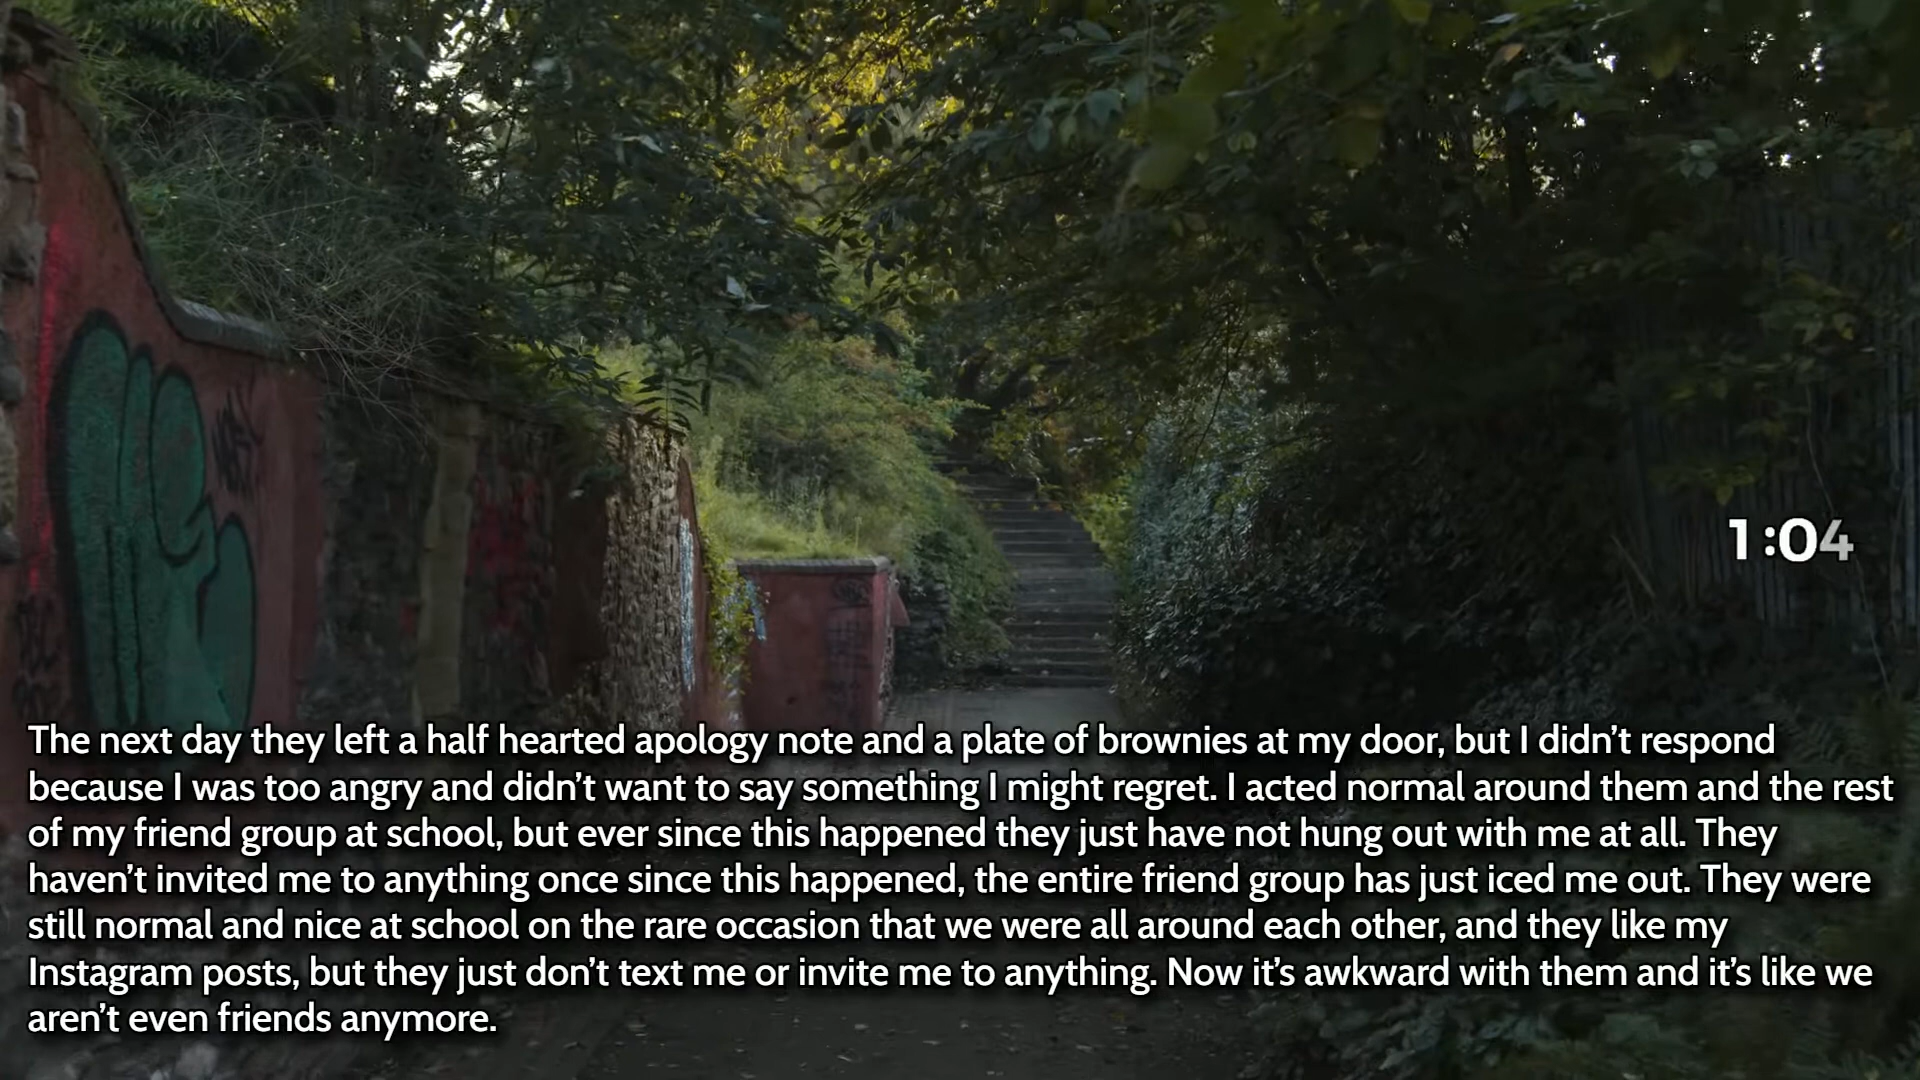 1:04
The next day they left a half hearted apology note and a plate of brownies at my door, but I didn't respond
because I was too angry and didn't want to say something I might regret. I acted normal around them and the rest
of my friend group at school, but ever since this happened they just have not hung out with me at all. They
haven't invited me to anything once since this happened, the entire friend group has just iced me out. They were
still normal and nice at school on the rare occasion that we were all around each other, and they like my
Instagram posts, but they just don't text me or invite me to anything. Now it's awkward with them and it's like we
aren't even friends anymore.